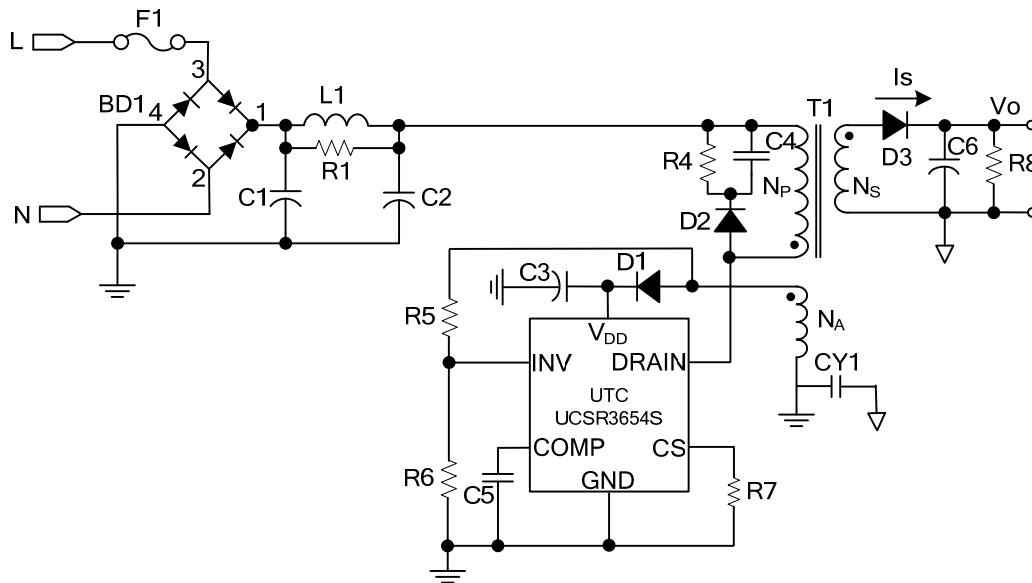 F1
L
3
BD1 4
1
2
N
L1
R1
C1
C2
R4
C4
D2
T1
NP
NS
Is
D3
C6
Vo
R8
C3
D1
R5
VDD
INV
DRAIN
UTC
UCSR3654S
COMP
CS
GND
R6
C5
R7
NA
CY1